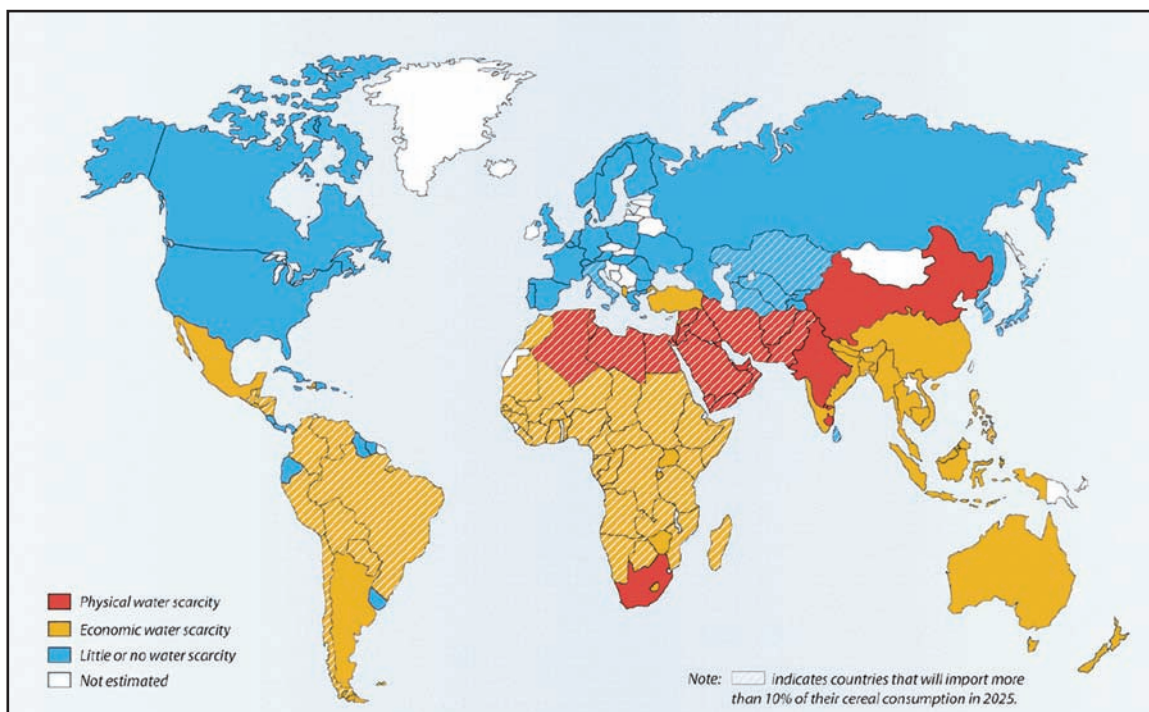 Physical water scarcity
Economic water scarcity
Little or no water scarcity
Not estimated
Note: indicates countries that will import more
than 10% of their cereal consumption in 2025.